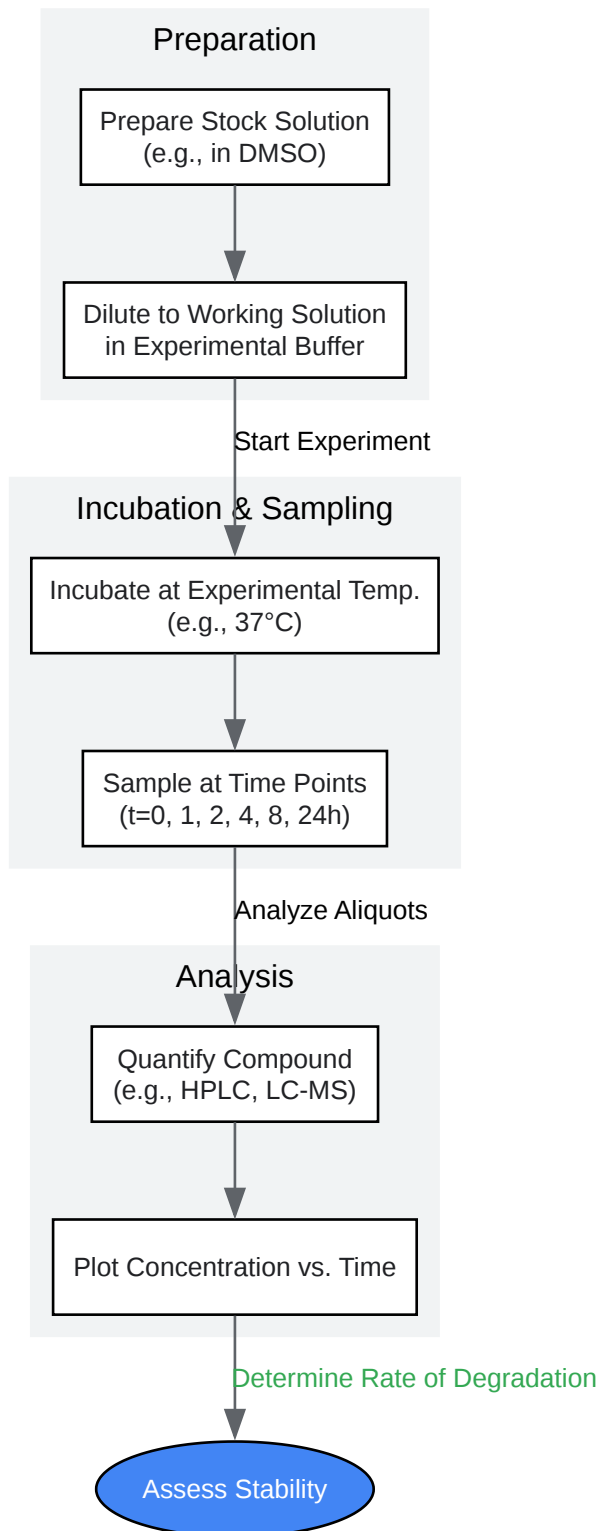 Preparation
Prepare Stock Solution
(e.g., in DMSO)
Dilute to Working Solution
in Experimental Buffer
Start Experiment
Incubation & Sampling
Incubate at Experimental Temp.
(e.g., 37°C)
Sample at Time Points
(t=0, 1, 2, 4, 8, 24h)
Analyze Aliquots
Analysis
Quantify Compound
(e.g., HPLC, LC-MS)
Plot Concentration vs. Time
Determine Rate of Degradation
Assess Stability